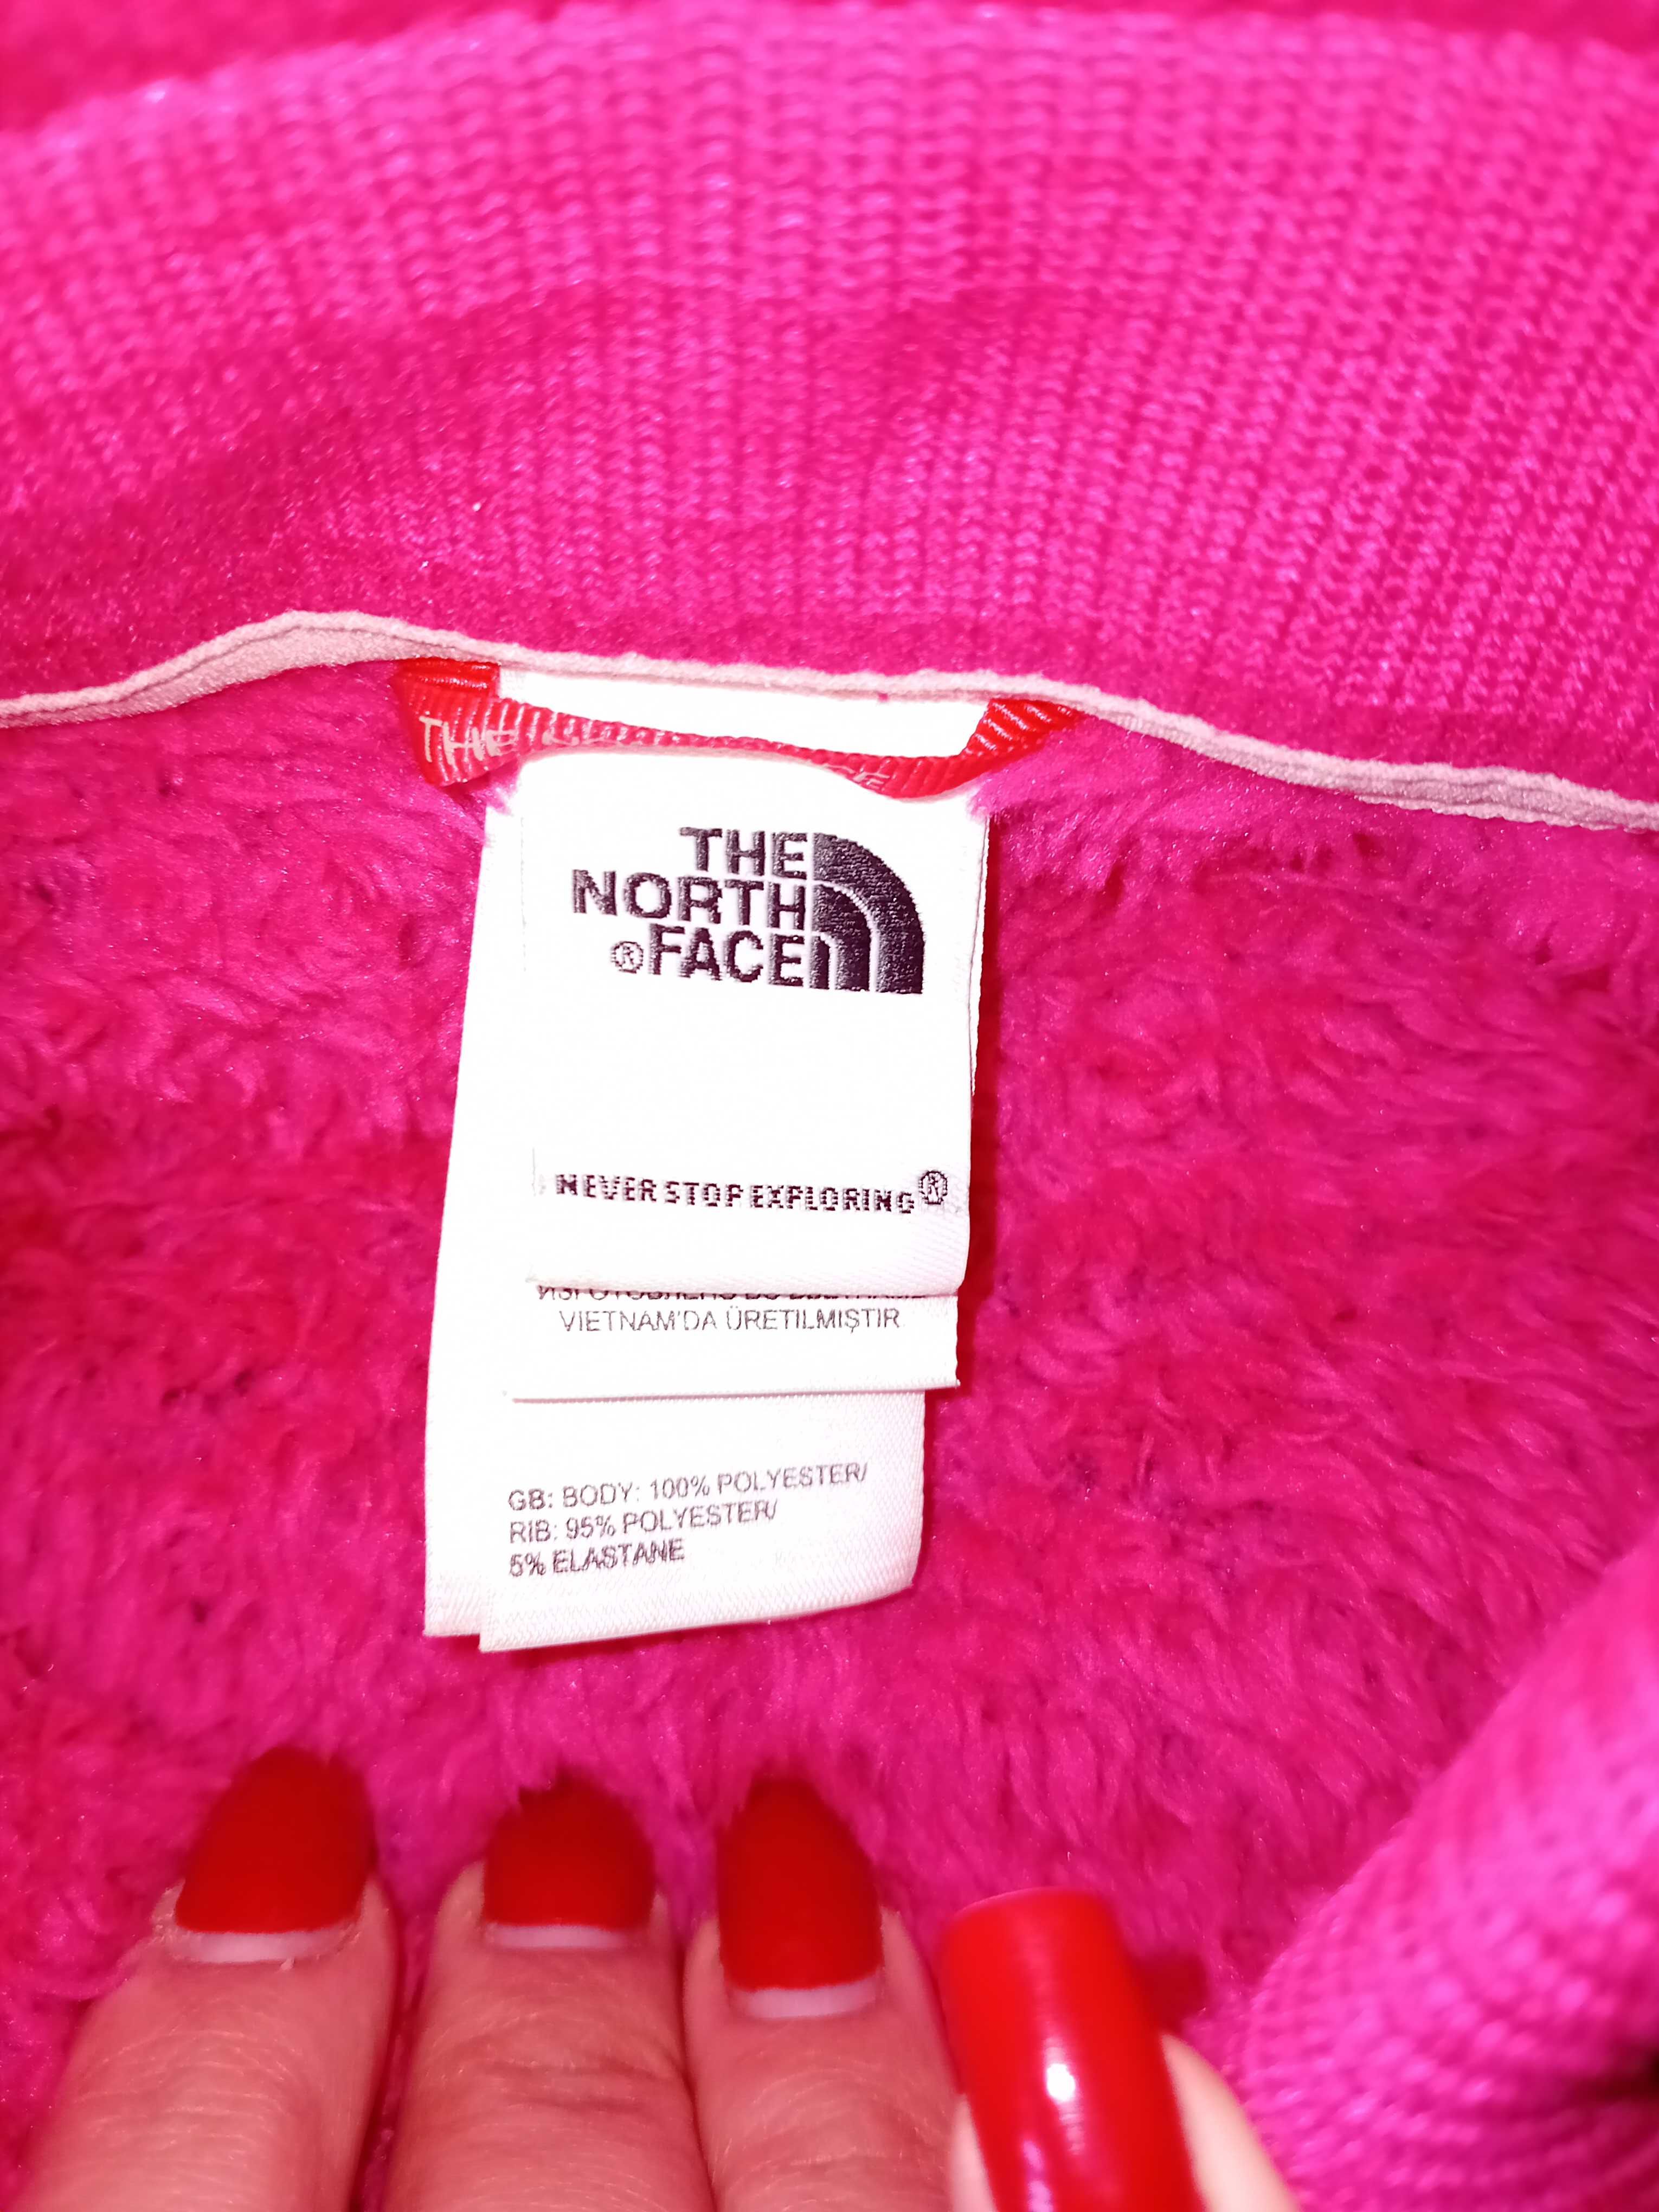 THE
NORTH
®FACE
NEVER STOP EXPLORING®
VIETNAM'DA ÜRETILMIŞTIR
GB: BODY: 100% POLYESTER/
RIB: 95% POLYESTER/
5% ELASTANE